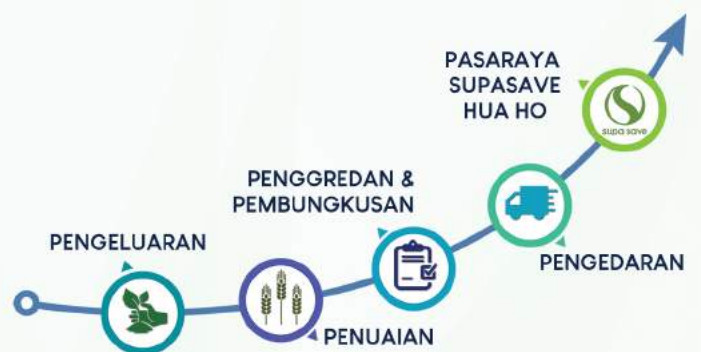 PENGELUARAN
PENUAIAN
PENGGREDAN &
PEMBUNGKUSAN
PENGEDARAN
PASARAYA
SUPASAVE
HUA HO
supa save